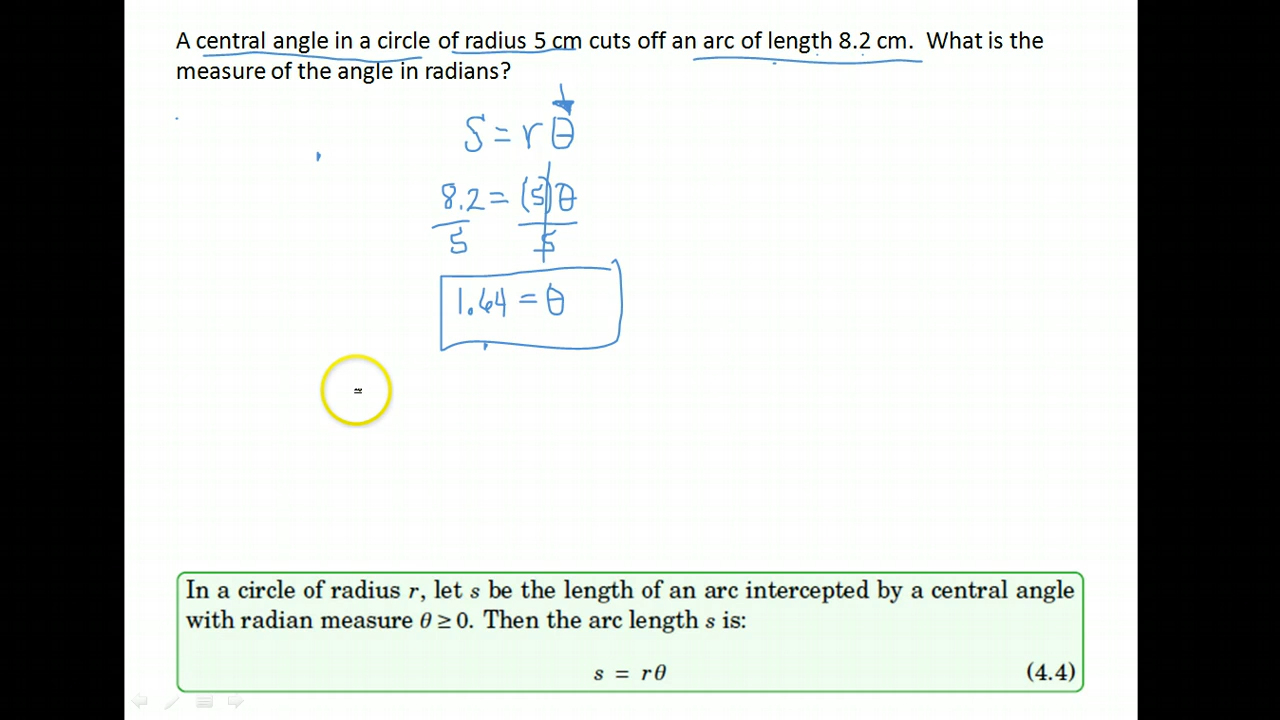 A central angle in a circle of radius 5 cm cuts off an arc of length 8.2 cm. What is the
measure of the angle in radians?
S = r θ
8.2 = (5) θ
5 5
1.64 = θ
In a circle of radius r, let s be the length of an arc intercepted by a central angle
with radian measure θ ≥ 0. Then the arc length s is:
s = rθ (4.4)